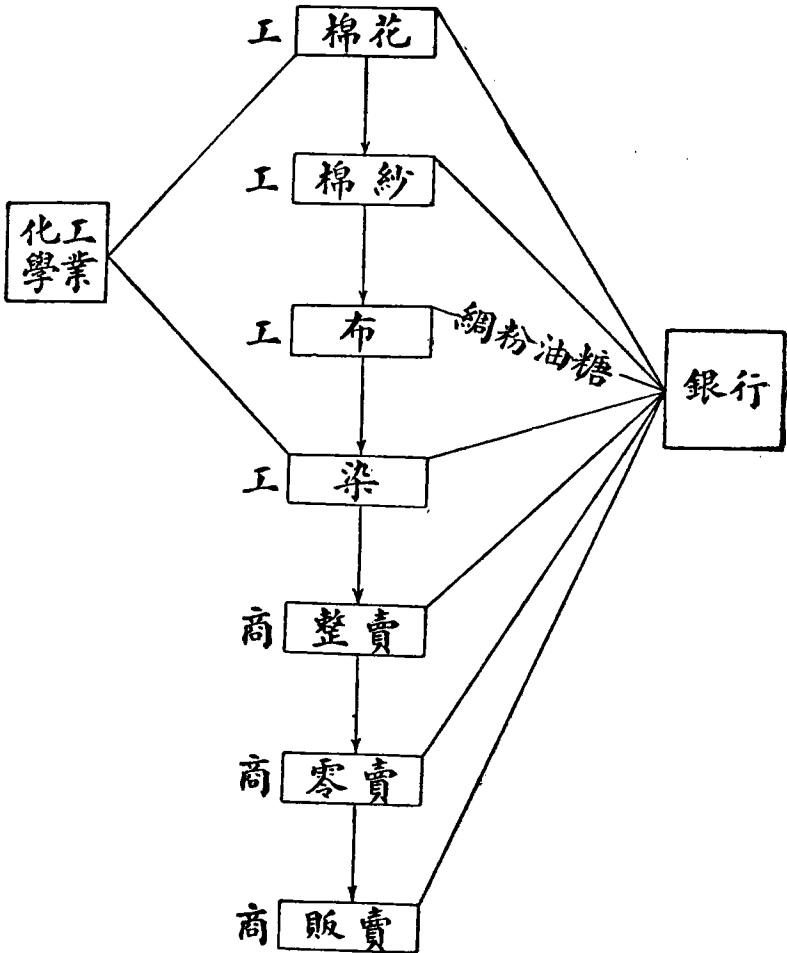 工 棉花
工 棉紗
化工
學業
工 布
綢粉油糖
銀行
工 染
商 整賣
商 零賣
商 販賣